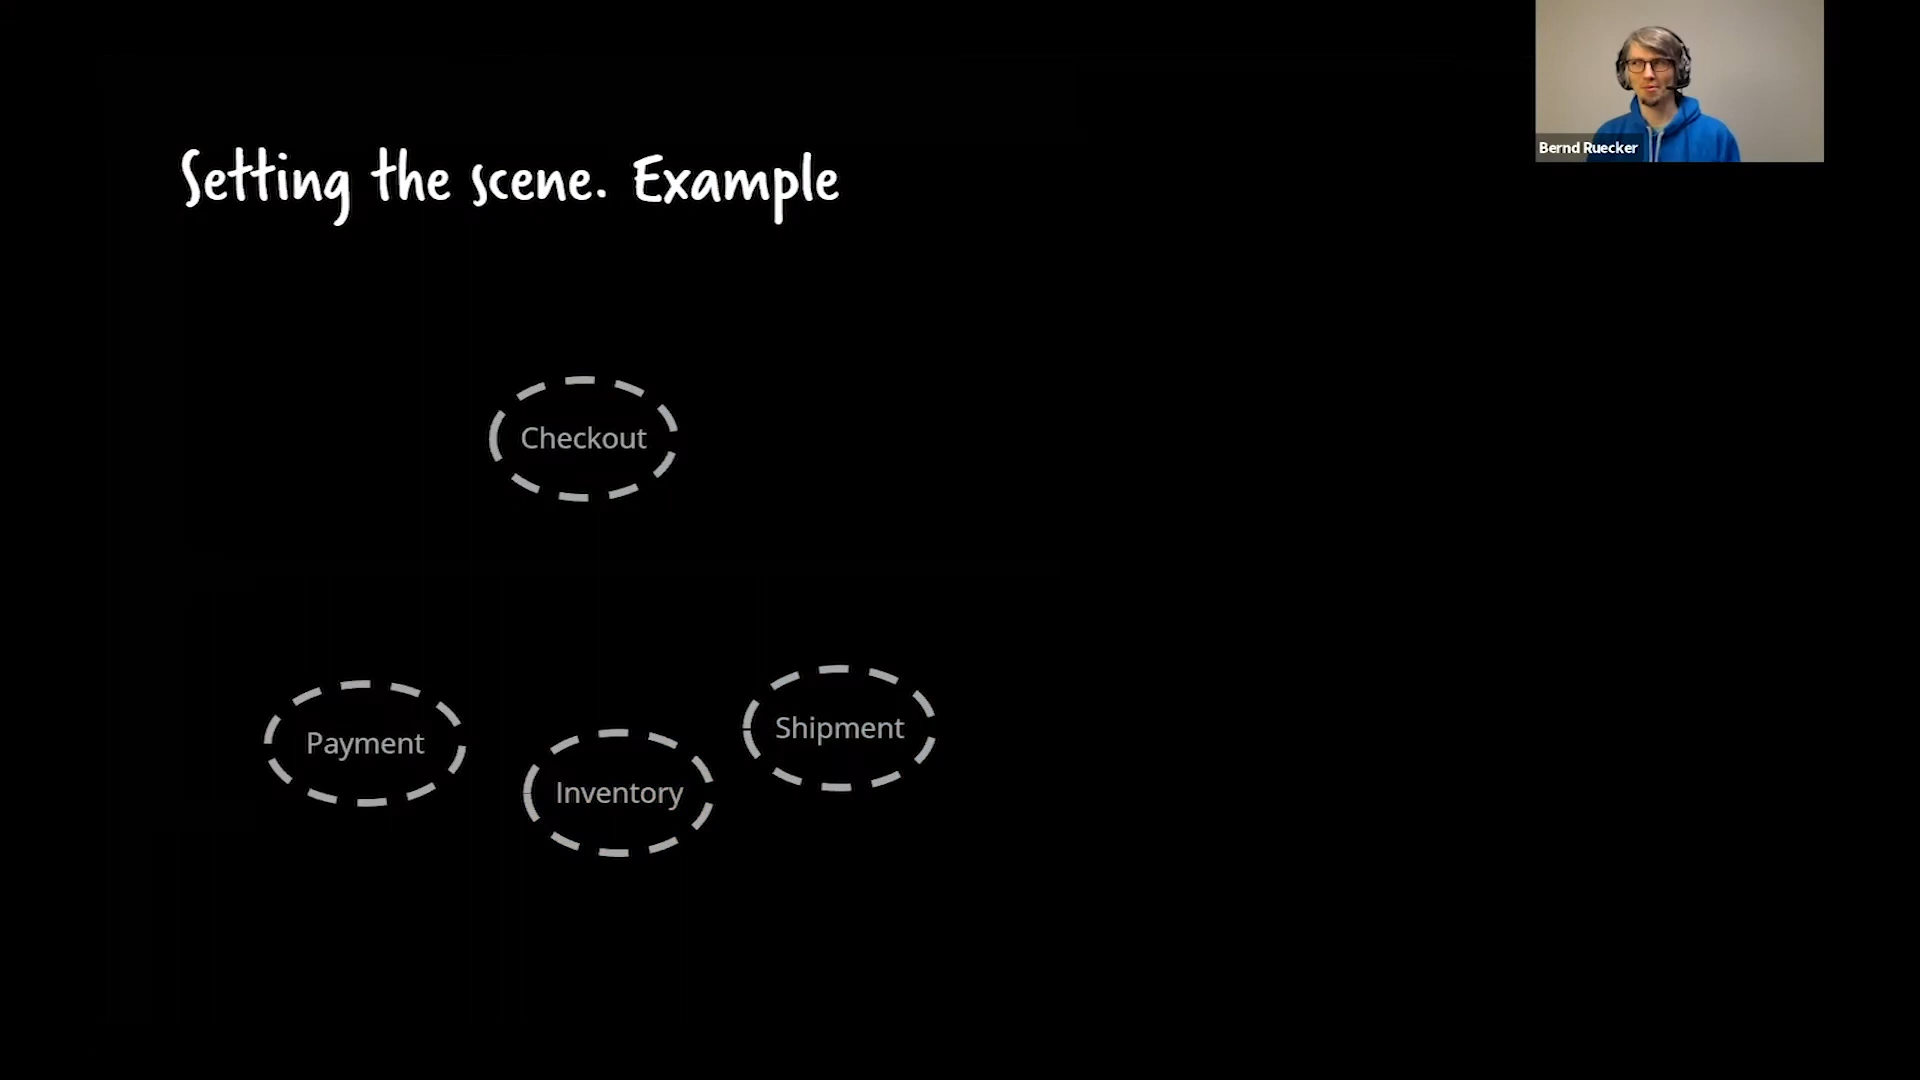 Setting the scene. Example
Bernd Ruecker
Checkout
Payment
Inventory
Shipment